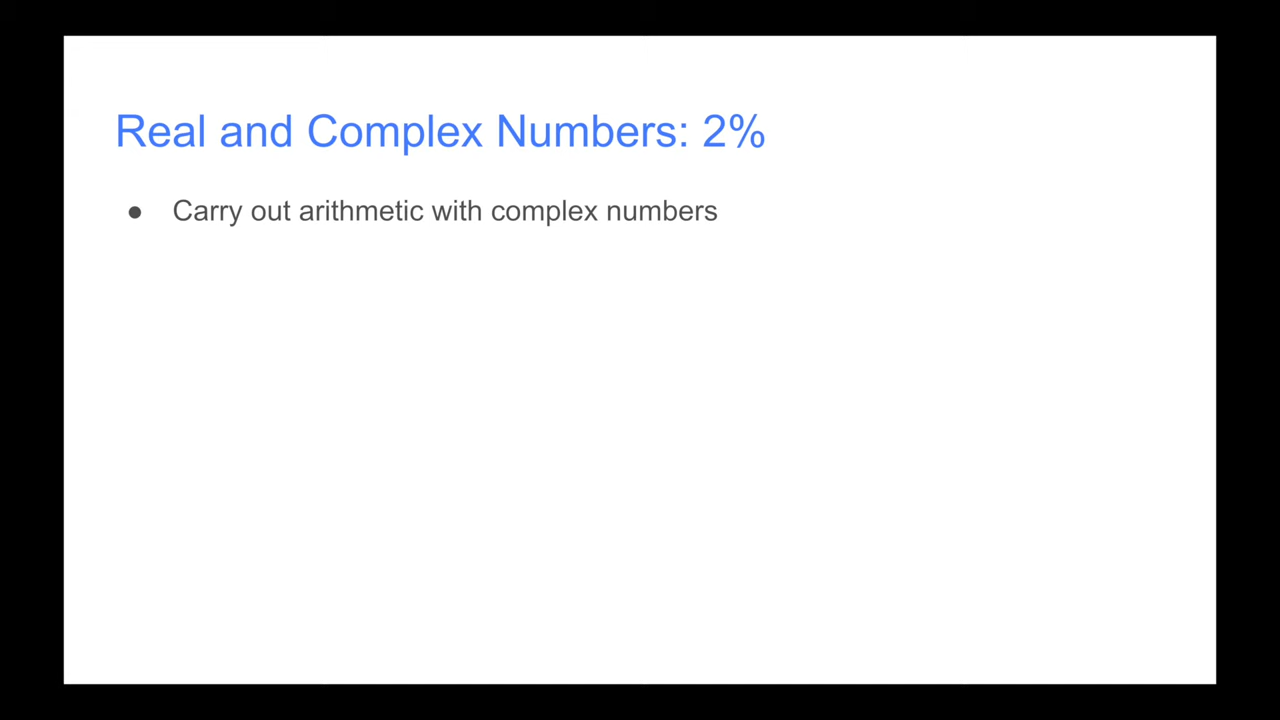 Real and Complex Numbers: 2%
● Carry out arithmetic with complex numbers